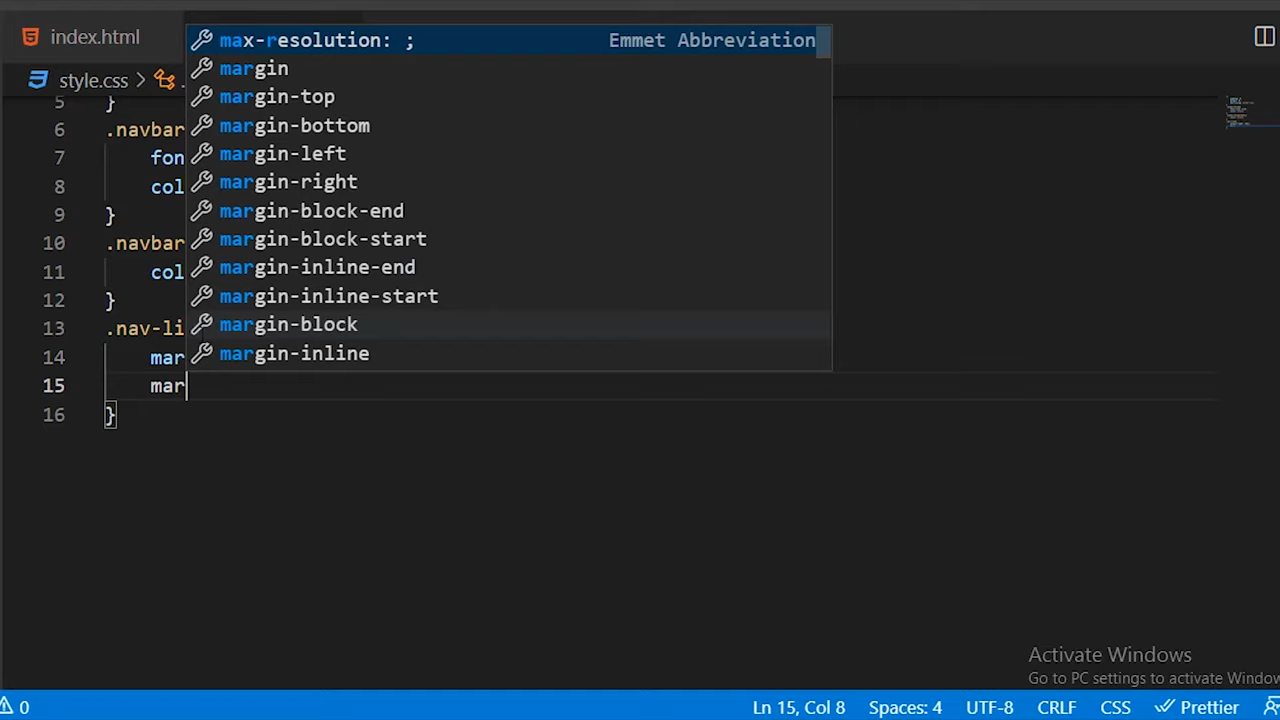 index.html
max-resolution: ; Emmet Abbreviation
margin
style.css > .
margin-top
5 }
margin-bottom
6 .navbar
margin-left
7 fon
margin-right
8 col
margin-block-end
9 }
margin-block-start
10 .navbar
margin-inline-end
11 col
margin-inline-start
12 }
margin-block
13 .nav-li
margin-inline
14 mar
15 mar
16 }
Activate Windows
Go to PC settings to activate Window
0 Ln 15, Col 8 Spaces: 4 UTF-8 CRLF CSS Prettier